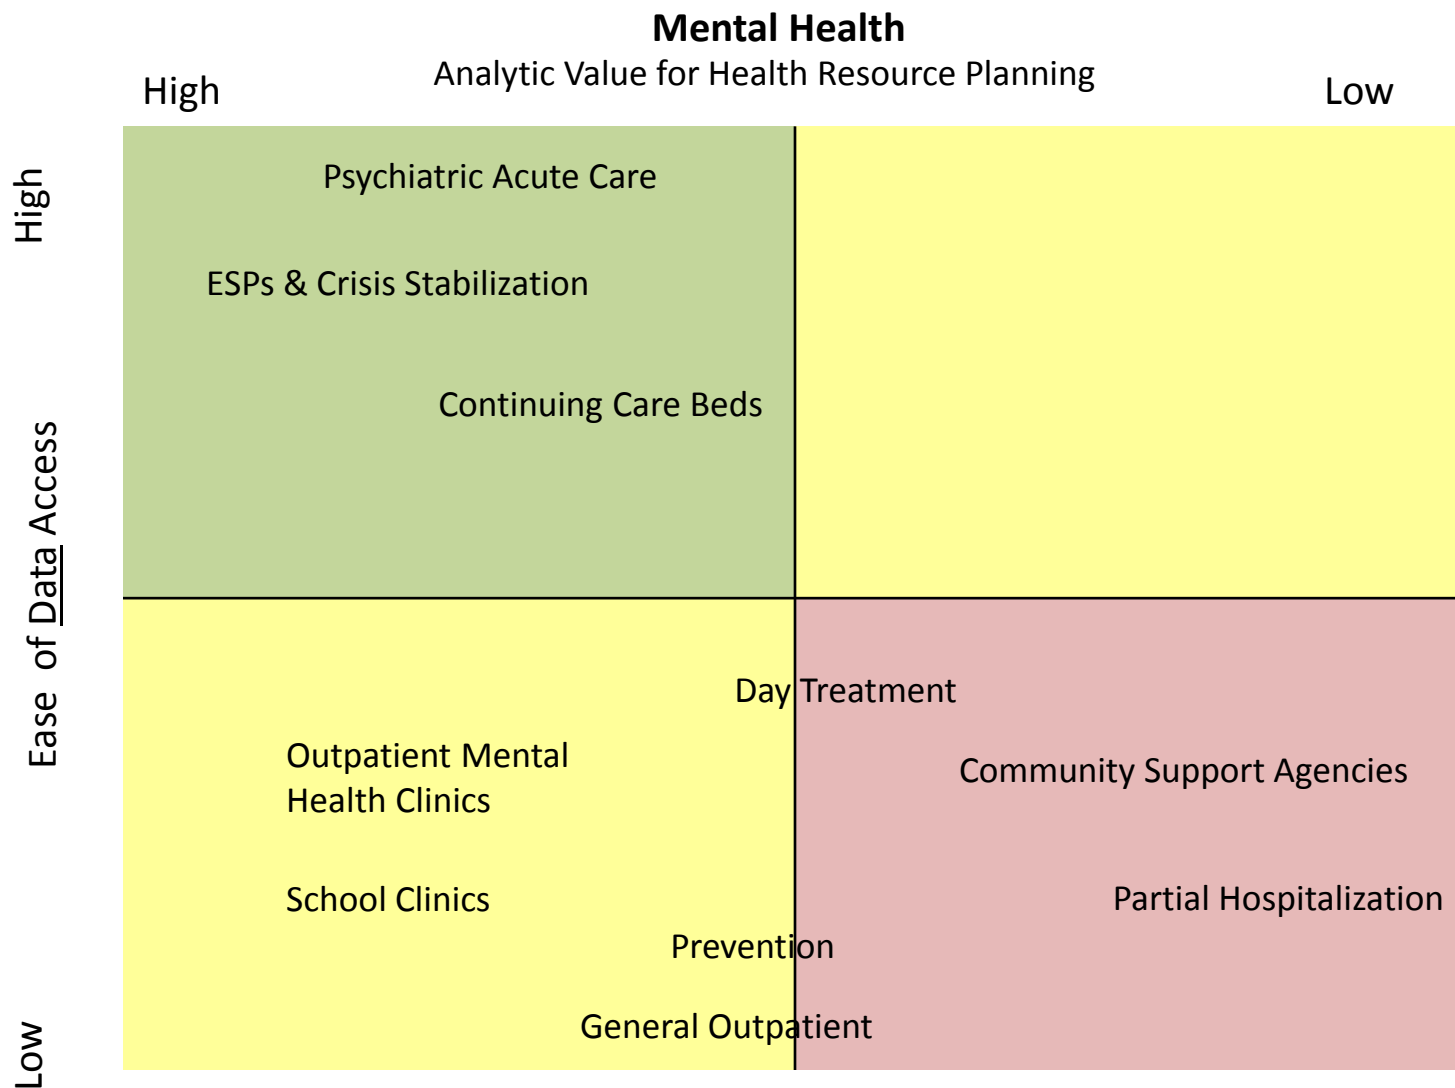 Mental Health
Analytic Value for Health Resource Planning
High
Low
High
Ease of Data Access
Low
Psychiatric Acute Care
ESPs & Crisis Stabilization
Continuing Care Beds
Day Treatment
Outpatient Mental
Health Clinics
Community Support Agencies
School Clinics
Partial Hospitalization
Prevention
General Outpatient